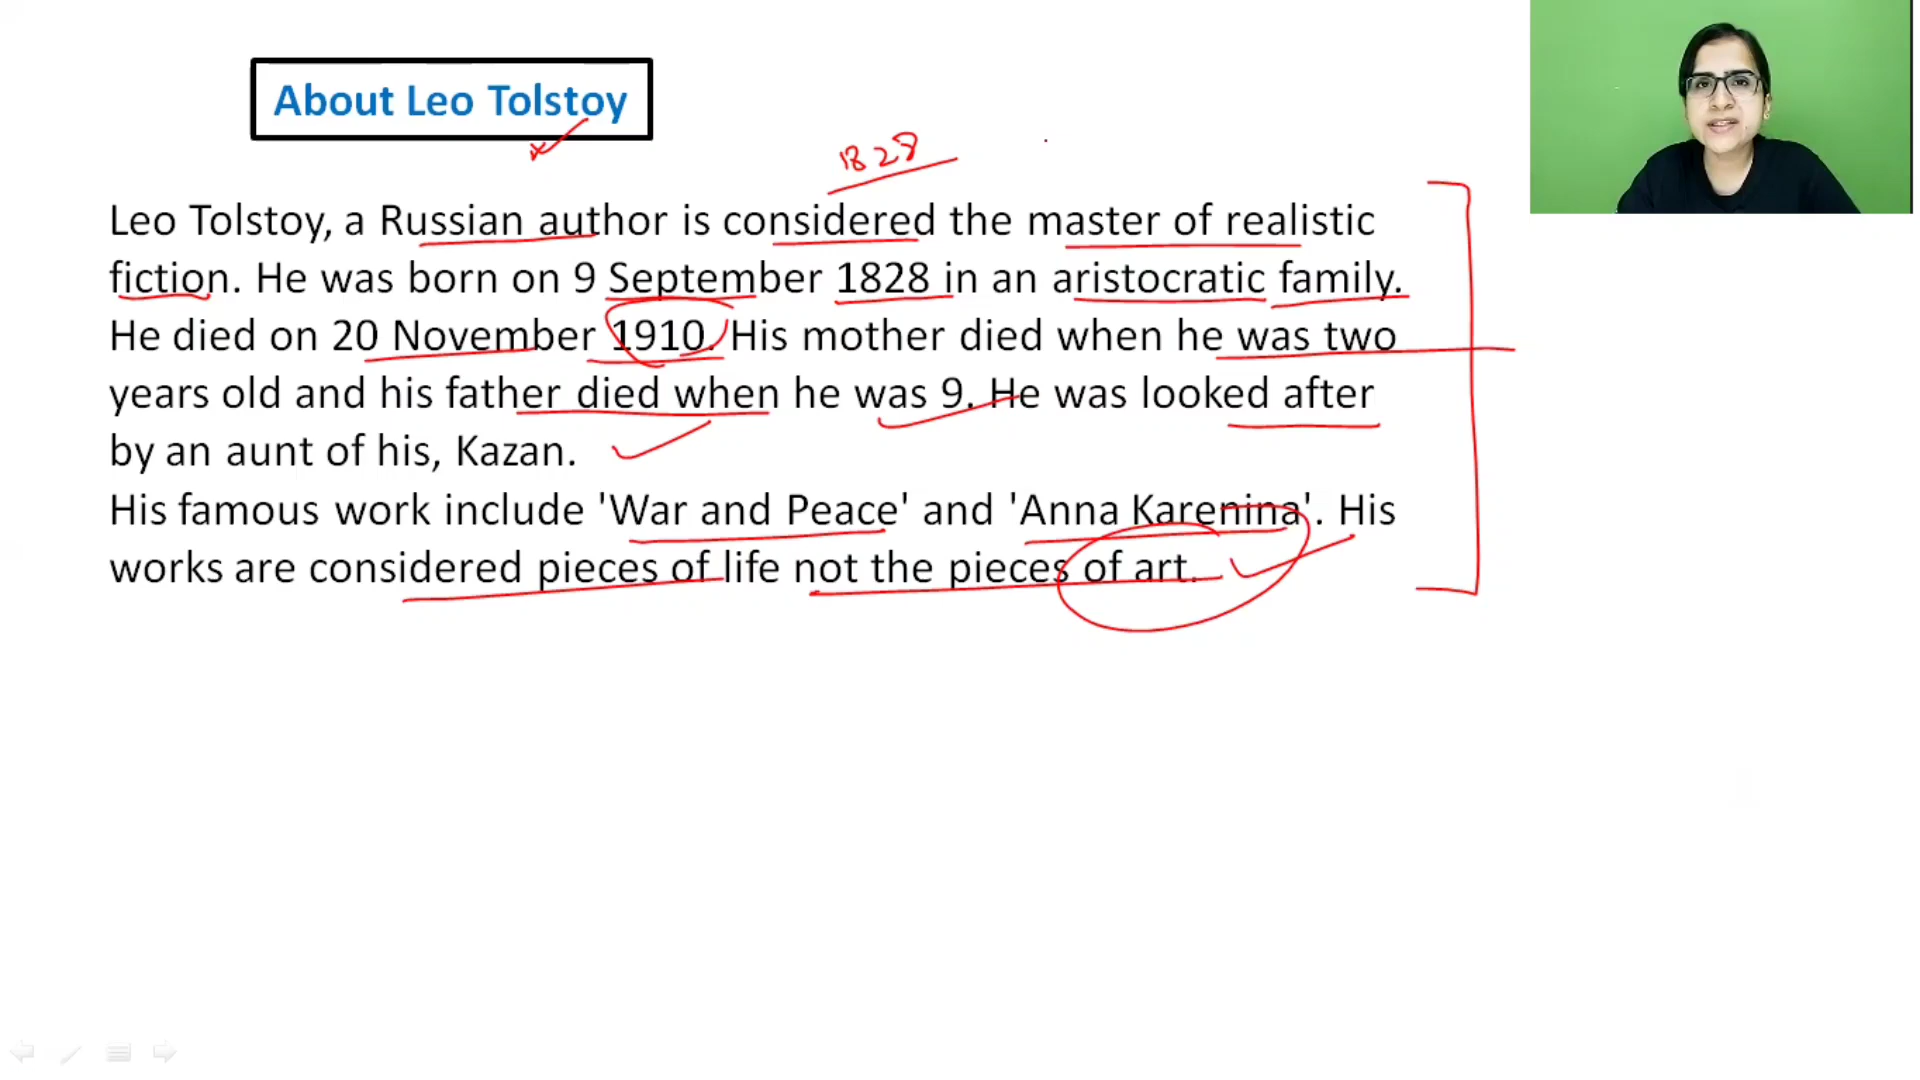 About Leo Tolstoy
1828
Leo Tolstoy, a Russian author is considered the master of realistic
fiction. He was born on 9 September 1828 in an aristocratic family.
He died on 20 November 1910. His mother died when he was two
years old and his father died when he was 9. He was looked after
by an aunt of his, Kazan.
His famous work include 'War and Peace' and 'Anna Karenina'. His
works are considered pieces of life not the pieces of art.